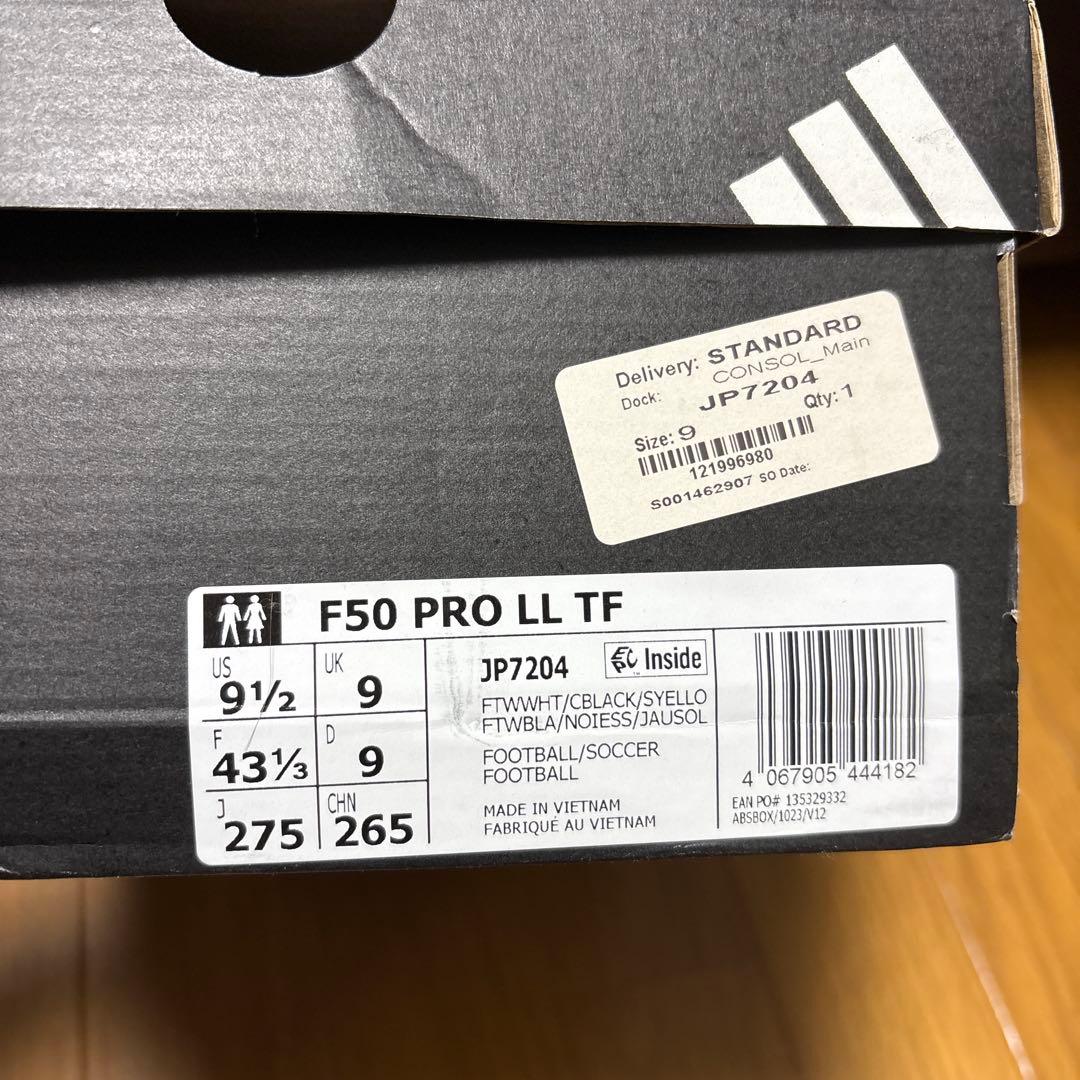 Delivery: STANDARD
CONSOL_Main
Dock: JP7204
Size: 9 Qty: 1
121996980
S001462907 SO Date:
F50 PRO LL TF
US
9½
UK
9
F
43⅓
D
9
J
275
CHN
265
JP7204
EPC Inside
™
FTWWHT/CBLACK/SYELLO
FTWBLA/NOIESS/JAUSOL
FOOTBALL/SOCCER
FOOTBALL
MADE IN VIETNAM
FABRIQUÉ AU VIETNAM
4 067905 444182
EAN PO# 135329332
ABSBOX/1023/V12